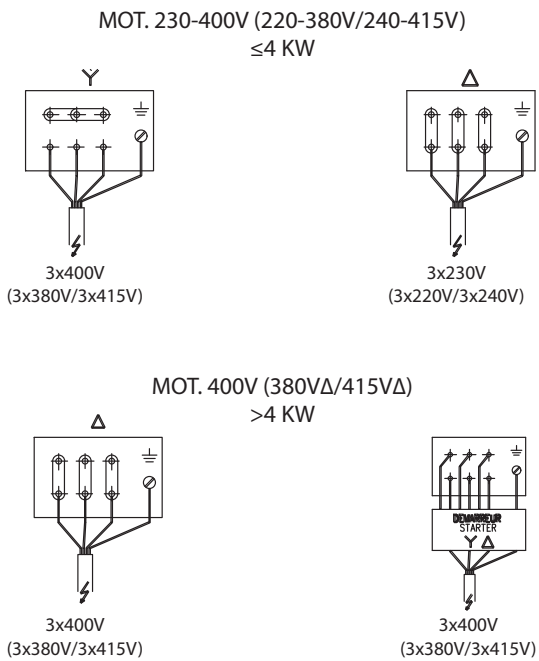 MOT. 230-400V (220-380V/240-415V)
≤4 KW
Y
Δ
3x400V
(3x380V/3x415V)
3x230V
(3x220V/3x240V)
MOT. 400V (380VΔ/415VΔ)
>4 KW
Δ
DEMARREUR
STARTER
Y Δ
3x400V
(3x380V/3x415V)
3x400V
(3x380V/3x415V)